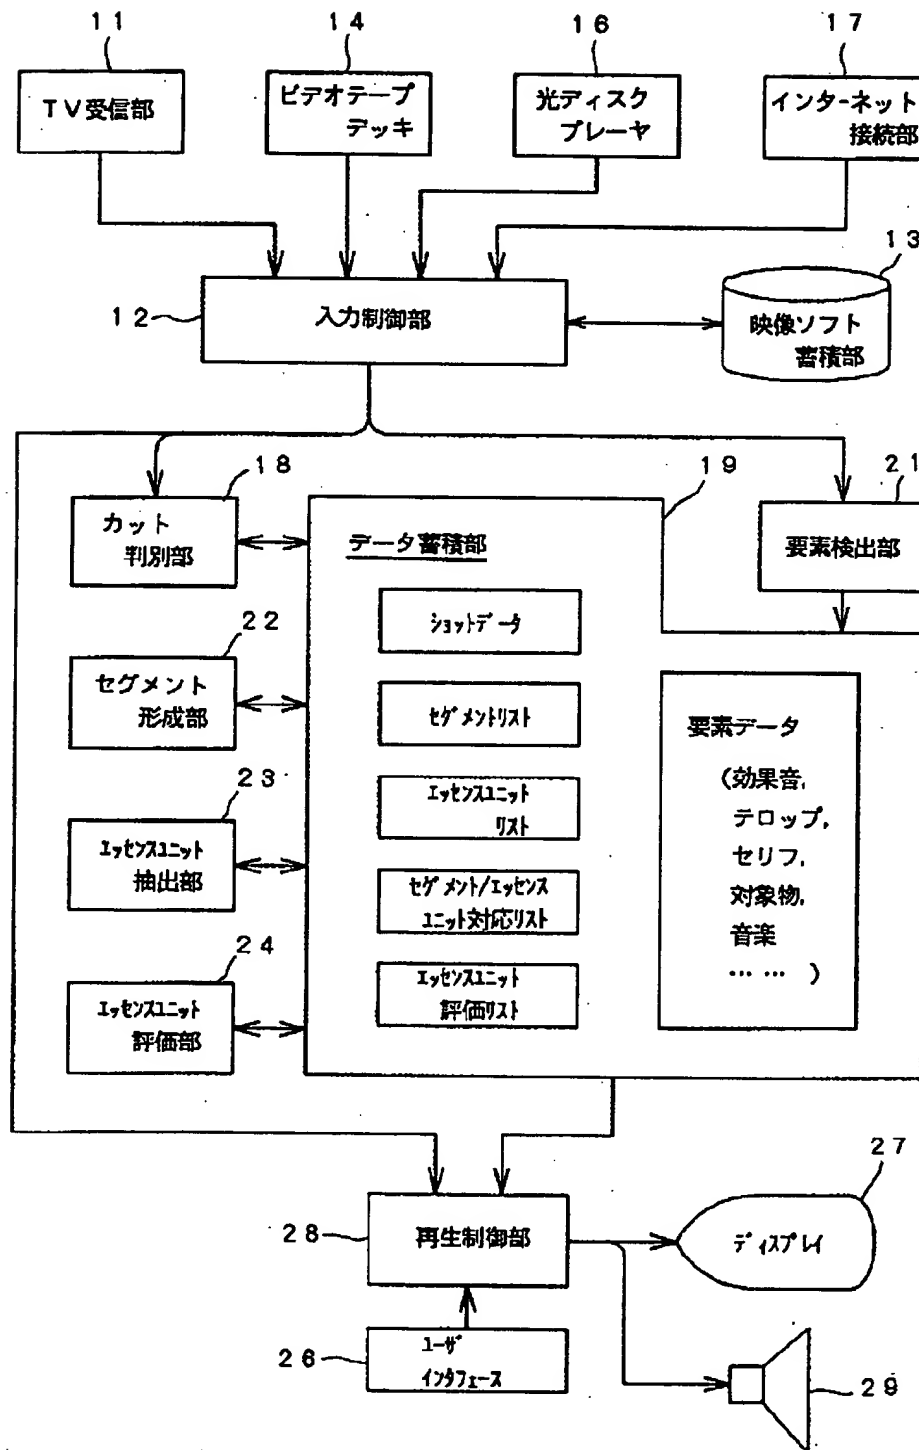 11
14
16
17
TV受信部
ビデオテープ
デッキ
光ディスク
プレーヤ
インターネット
接続部
13
12
入力制御部
映像ソフト
蓄積部
18
19
21
カット
判別部
データ蓄積部
要素検出部
ショットデータ
22
セグメント
形成部
セグメントリスト
要素データ
(効果音,
テロップ,
セリフ,
対象物,
音楽
… … )
23
エッセンスユニット
抽出部
エッセンスユニット
リスト
セグメント/エッセンス
ユニット対応リスト
24
エッセンスユニット
評価部
エッセンスユニット
評価リスト
27
28
再生制御部
ディスプレイ
26
ユーザ
インタフェース
29